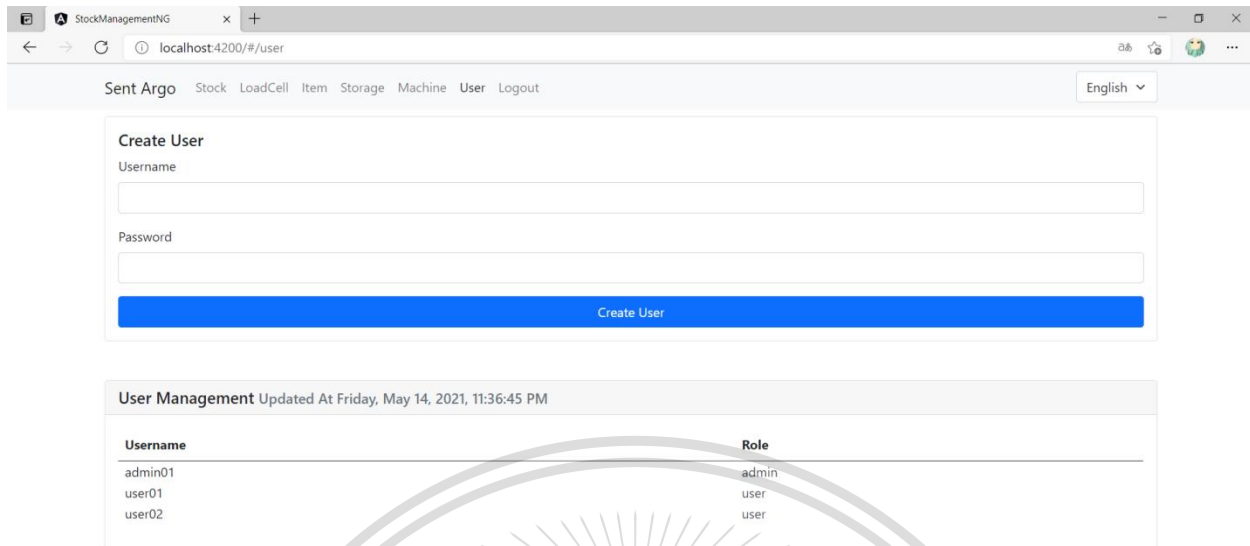 StockManagementNG
localhost:4200/#/user
Sent Argo Stock LoadCell Item Storage Machine User Logout English
Create User
Username
Password
Create User
User Management Updated At Friday, May 14, 2021, 11:36:45 PM
Username Role
admin01 admin
user01 user
user02 user